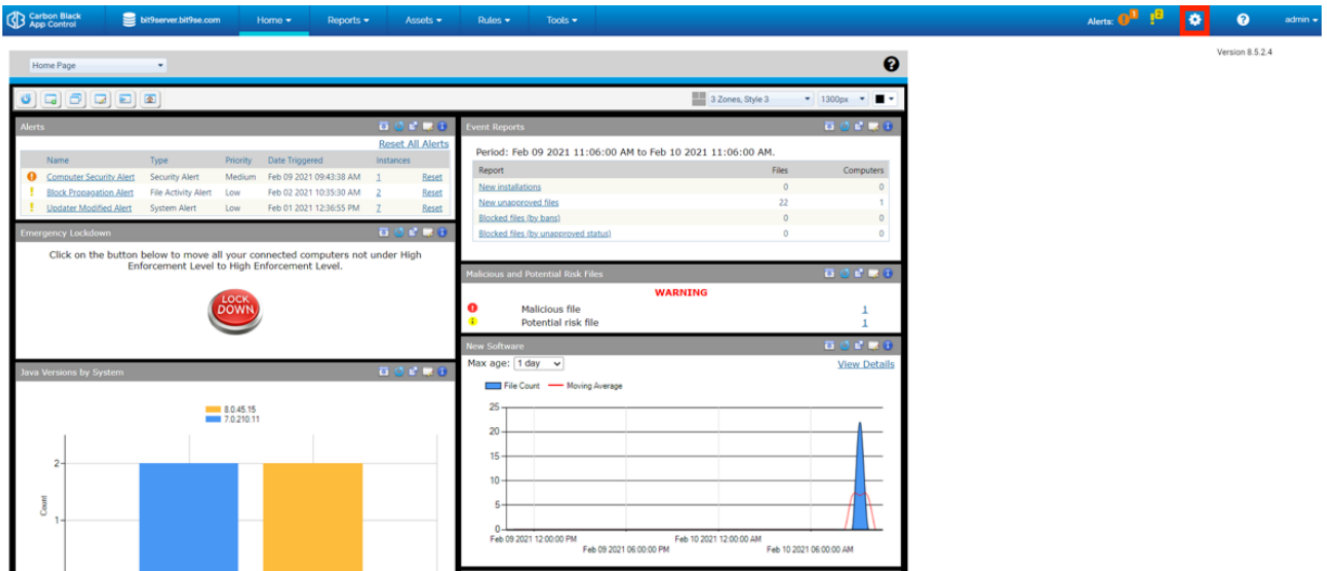 Carbon Black
App Control
bit9server.bit9se.com
Home
Reports
Assets
Rules
Tools
Alerts: 1 2
admin
Version 8.5.2.4
Home Page
3 Zones, Style 3
1300px
Alerts
Reset All Alerts
Name Type Priority Date Triggered Instances
Computer Security Alert Security Alert Medium Feb 09 2021 09:43:38 AM 1 Reset
Block Propagation Alert File Activity Alert Low Feb 02 2021 10:35:30 AM 2 Reset
Updater Modified Alert System Alert Low Feb 01 2021 12:36:55 PM 7 Reset
Emergency Lockdown
Click on the button below to move all your connected computers not under High
Enforcement Level to High Enforcement Level.
LOCK
DOWN
Java Versions by System
8.0.45.15
7.0.210.11
Count
2
1
Event Reports
Period: Feb 09 2021 11:06:00 AM to Feb 10 2021 11:06:00 AM.
Report Files Computers
New installations 0 0
New unapproved files 22 1
Blocked files (by bans) 0 0
Blocked files (by unapproved status) 0 0
Malicious and Potential Risk Files
WARNING
Malicious file 1
Potential risk file 1
New Software
Max age: 1 day
View Details
File Count Moving Average
25
20
15
10
5
0
Feb 09 2021 12:00:00 PM Feb 10 2021 12:00:00 AM
Feb 09 2021 06:00:00 PM Feb 10 2021 06:00:00 AM